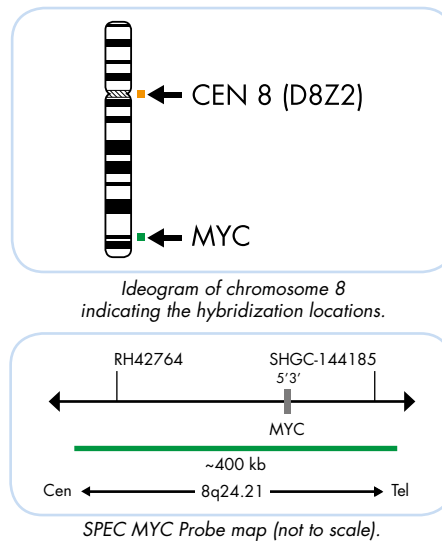 CEN 8 (D8Z2)
MYC
Ideogram of chromosome 8
indicating the hybridization locations.
RH42764 SHGC-144185
5'3'
MYC
~400 kb
Cen 8q24.21 Tel
SPEC MYC Probe map (not to scale).